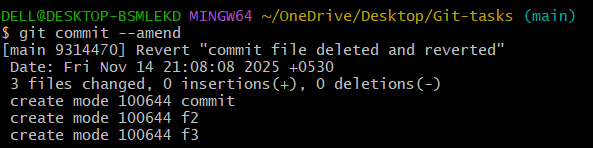 DELL@DESKTOP-BSMLEKD MINGW64 ~/OneDrive/Desktop/Git-tasks (main)
$ git commit --amend
[main 9314470] Revert "commit file deleted and reverted"
 Date: Fri Nov 14 21:08:08 2025 +0530
 3 files changed, 0 insertions(+), 0 deletions(-)
 create mode 100644 commit
 create mode 100644 f2
 create mode 100644 f3